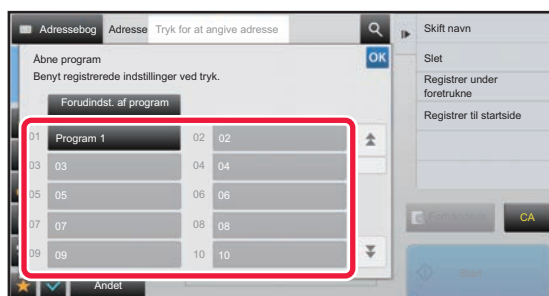 Adressebog Adresse Tryk for at angive adresse
Skift navn
Åbne program
OK
Slet
Benyt registrerede indstillinger ved tryk.
Registrer under
foretrukne
Forudindst. af program
Registrer til startside
01 Program 1 02 02
03 03 04 04
05 05 06 06
07 07 08 08
CA
09 09 10 10
Andet